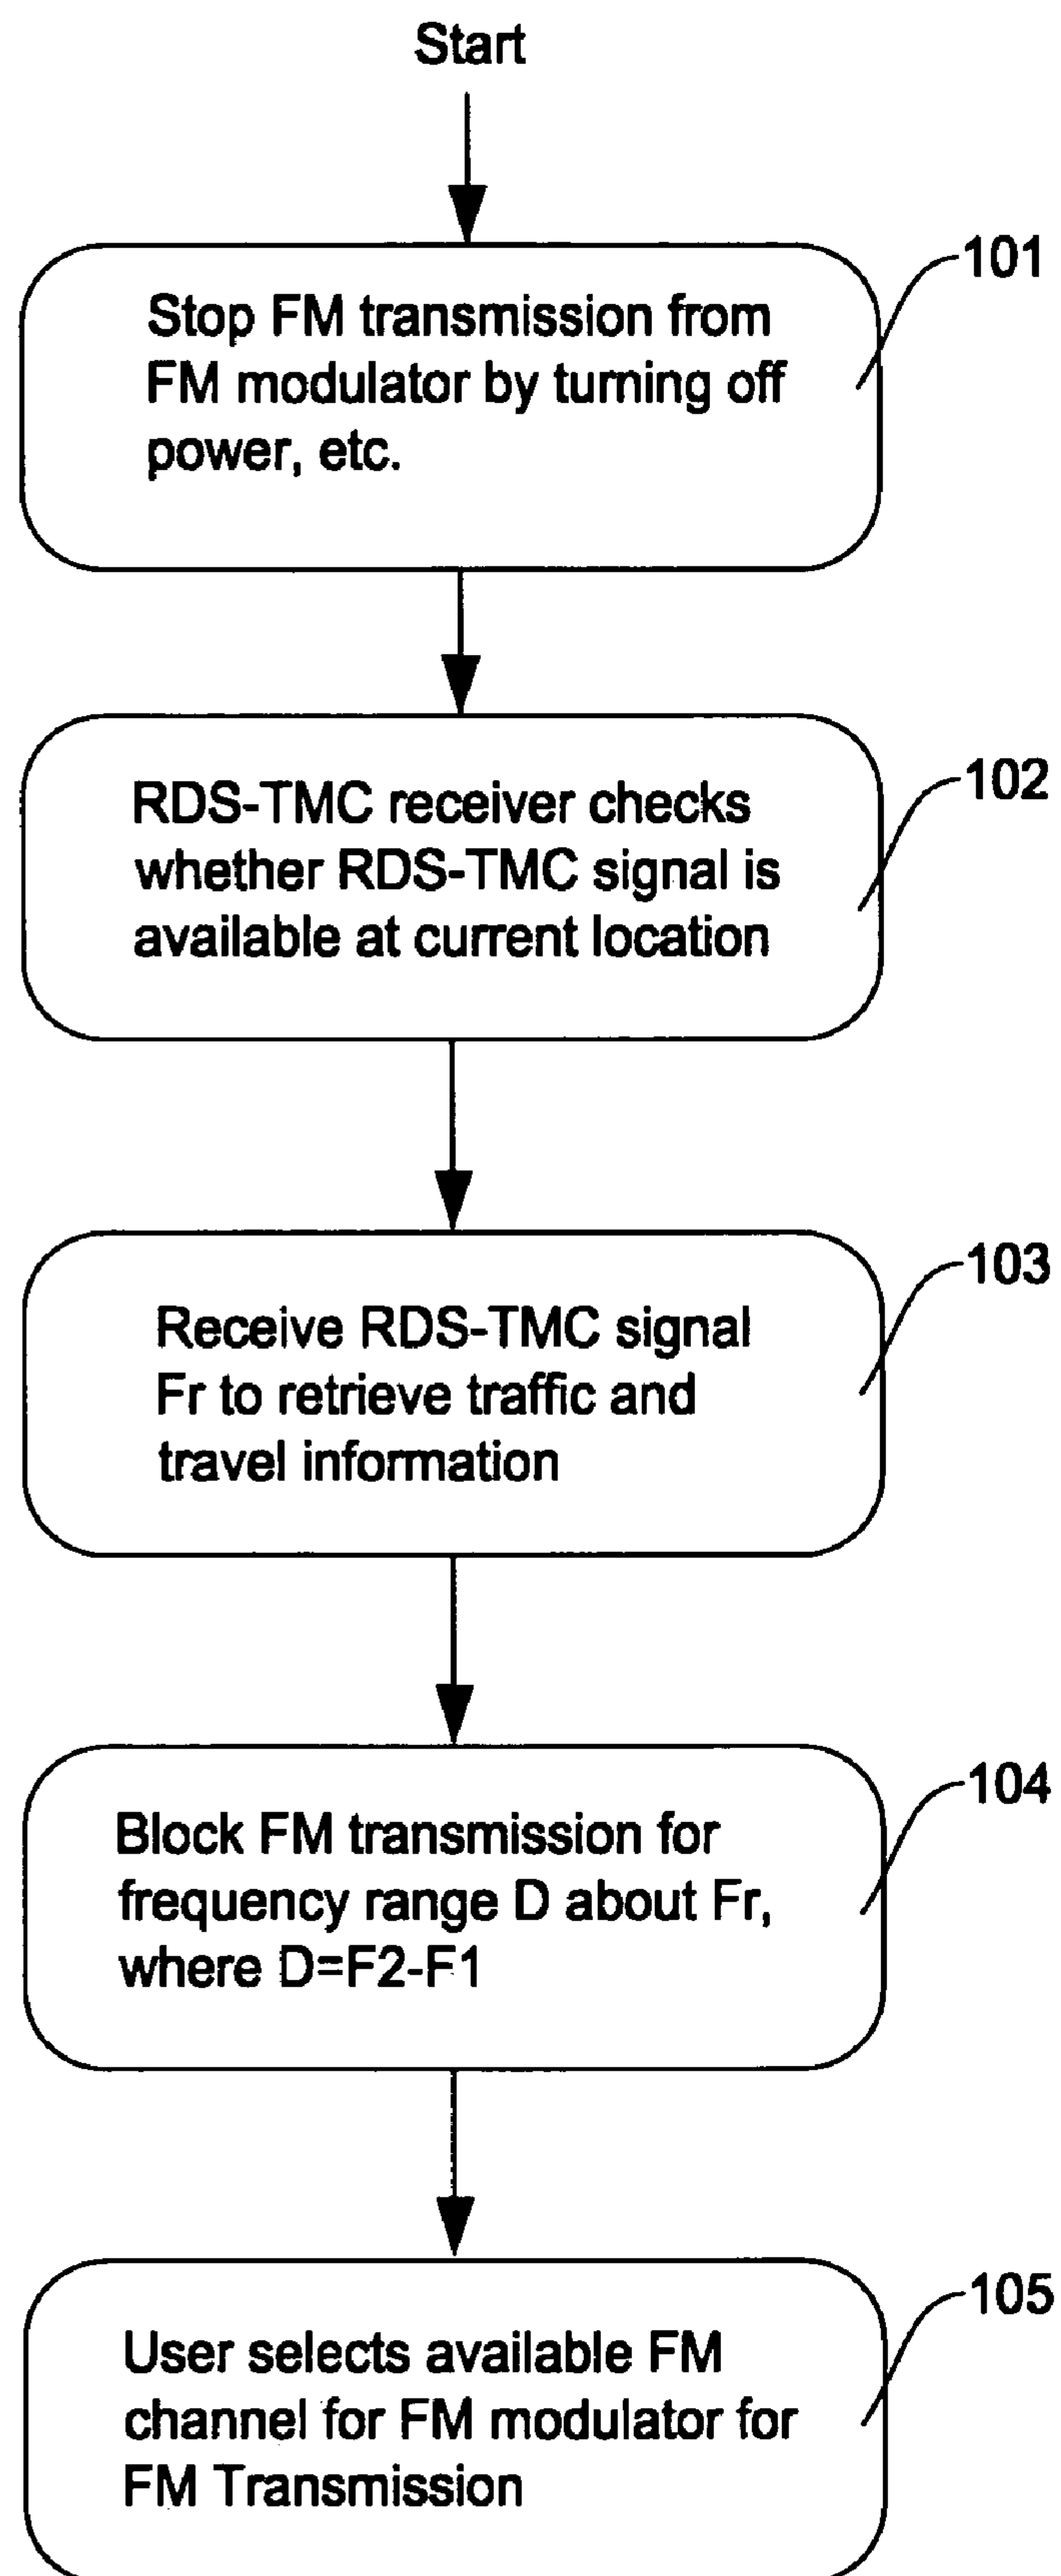 Start
101
Stop FM transmission from
FM modulator by turning off
power, etc.
102
RDS-TMC receiver checks
whether RDS-TMC signal is
available at current location
103
Receive RDS-TMC signal
Fr to retrieve traffic and
travel information
104
Block FM transmission for
frequency range D about Fr,
where D=F2-F1
105
User selects available FM
channel for FM modulator for
FM Transmission